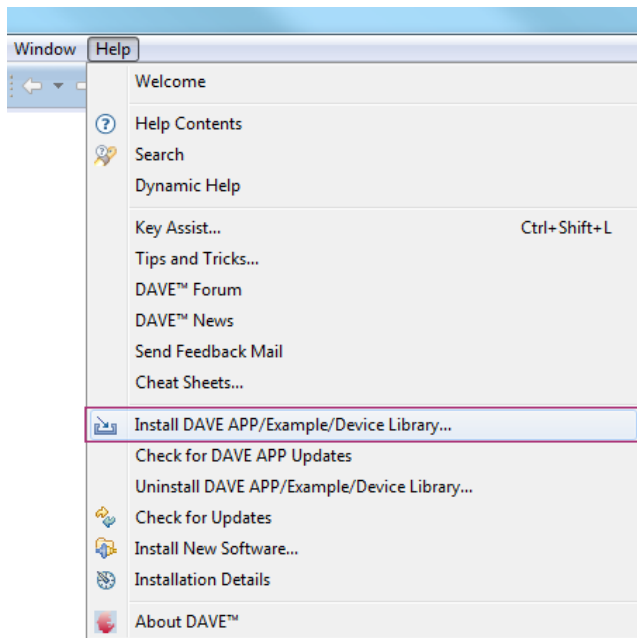 Window Help
Welcome
Help Contents
Search
Dynamic Help
Key Assist... Ctrl+Shift+L
Tips and Tricks...
DAVE™ Forum
DAVE™ News
Send Feedback Mail
Cheat Sheets...
Install DAVE APP/Example/Device Library...
Check for DAVE APP Updates
Uninstall DAVE APP/Example/Device Library...
Check for Updates
Install New Software...
Installation Details
About DAVE™